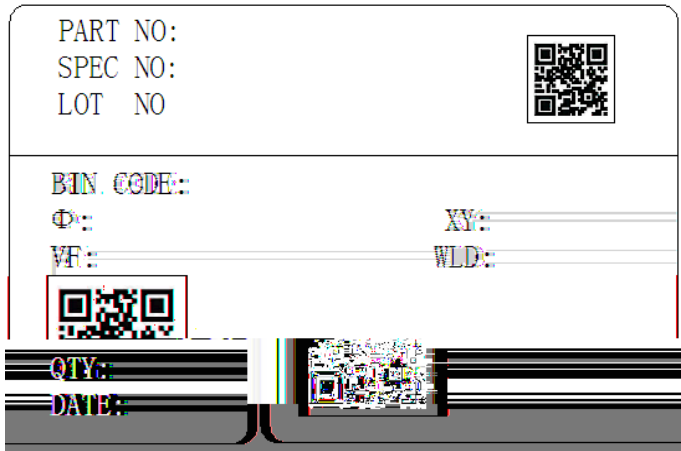 PART NO:
SPEC NO:
LOT NO
BIN CODE:
Φ:
XY:
VF:
WLD:
QTY:
DATE: